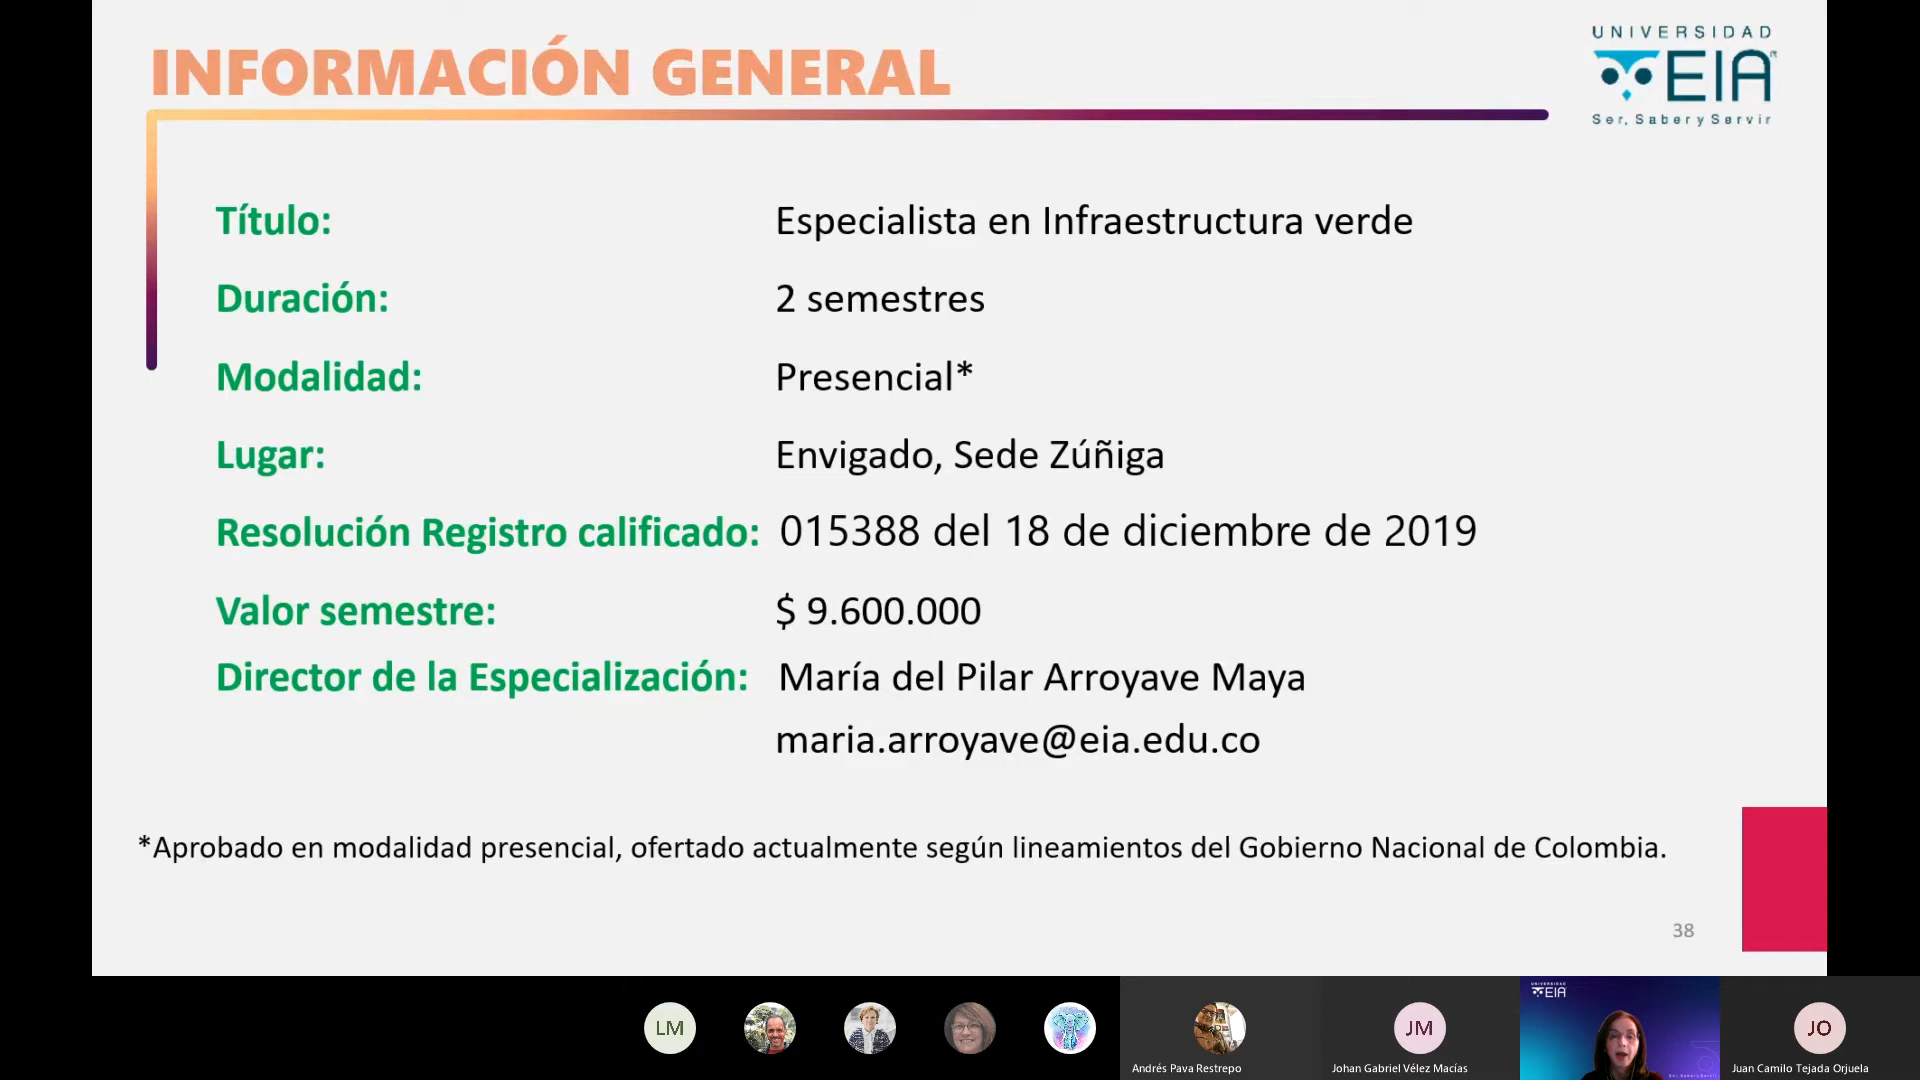 INFORMACIÓN GENERAL
UNIVERSIDAD
EIA
Ser, Saber y Servir
Título: Especialista en Infraestructura verde
Duración: 2 semestres
Modalidad: Presencial*
Lugar: Envigado, Sede Zúñiga
Resolución Registro calificado: 015388 del 18 de diciembre de 2019
Valor semestre: $ 9.600.000
Director de la Especialización: María del Pilar Arroyave Maya
maria.arroyave@eia.edu.co
*Aprobado en modalidad presencial, ofertado actualmente según lineamientos del Gobierno Nacional de Colombia.
38
LM
JM
EIA
JO
Andrés Pava Restrepo
Johan Gabriel Vélez Macías
Juan Camilo Tejada Orjuela